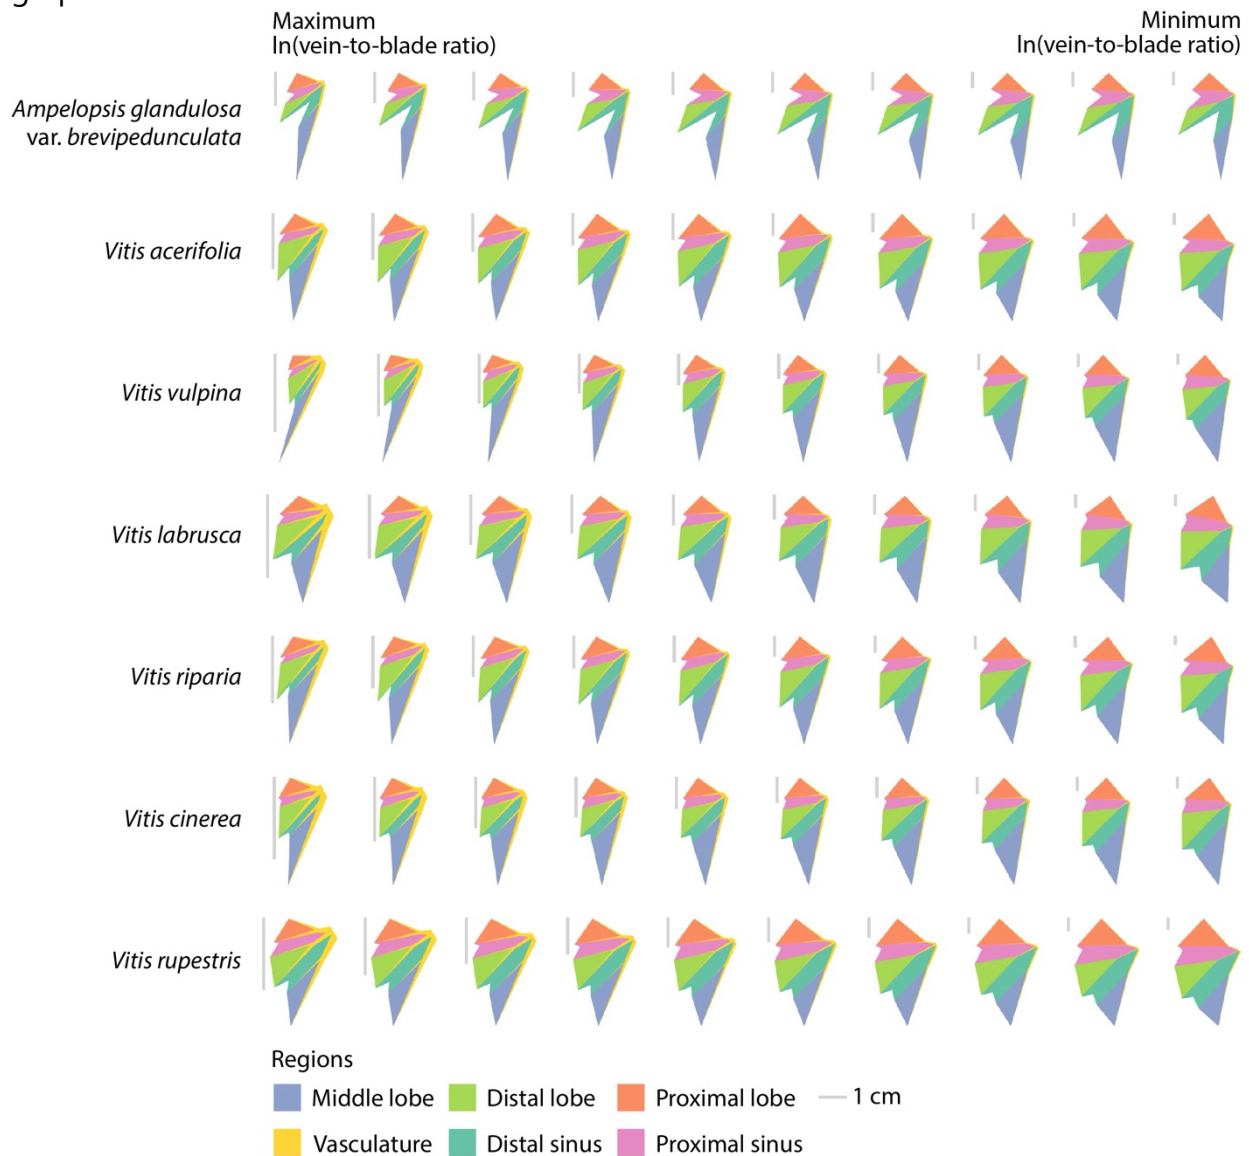 Maximum
ln(vein-to-blade ratio)
Minimum
ln(vein-to-blade ratio)
Ampelopsis glandulosa
var. brevipedunculata
Vitis acerifolia
Vitis vulpina
Vitis labrusca
Vitis riparia
Vitis cinerea
Vitis rupestris
Regions
Middle lobe Distal lobe Proximal lobe 1 cm
Vasculature Distal sinus Proximal sinus